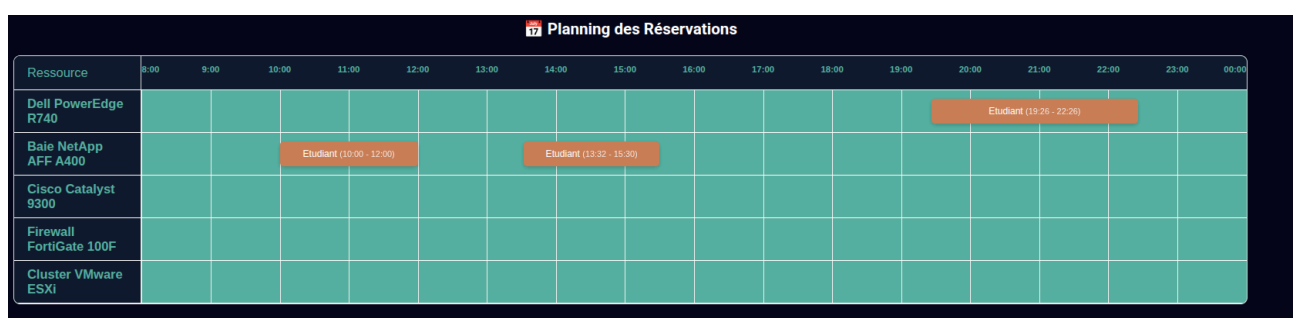 📅 Planning des Réservations
Ressource 8:00 9:00 10:00 11:00 12:00 13:00 14:00 15:00 16:00 17:00 18:00 19:00 20:00 21:00 22:00 23:00 00:00
Dell PowerEdge
R740
Etudiant (19:26 - 22:26)
Baie NetApp
AFF A400
Etudiant (10:00 - 12:00) Etudiant (13:32 - 15:30)
Cisco Catalyst
9300
Firewall
FortiGate 100F
Cluster VMware
ESXi